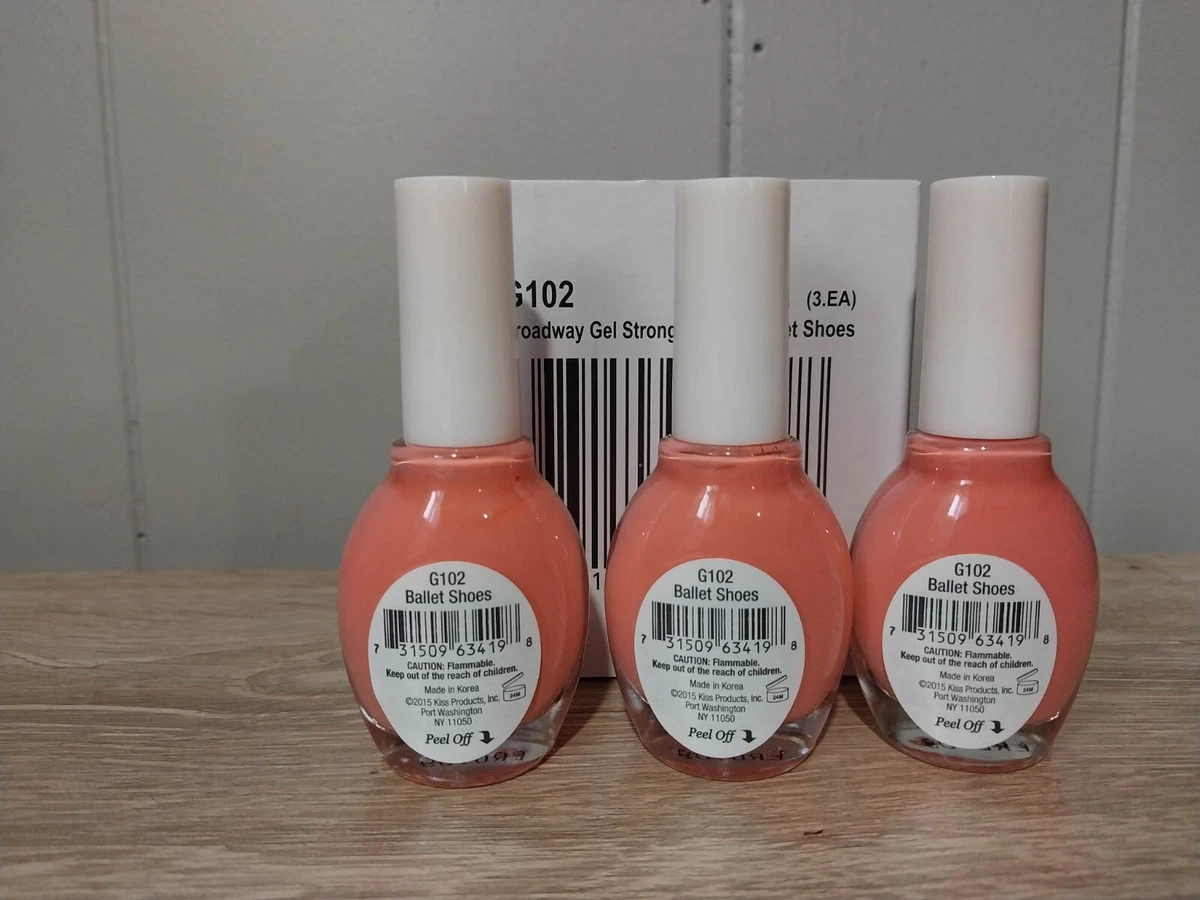 G102
(3.EA)
roadway Gel Strong
et Shoes
1
G102
Ballet Shoes
7 31509 63419 8
CAUTION: Flammable.
Keep out of the reach of children.
Made in Korea
©2015 Kiss Products, Inc.
24M
Port Washington
NY 11050
Peel Off
G102
Ballet Shoes
7 31509 63419 8
CAUTION: Flammable.
Keep out of the reach of children.
Made in Korea
©2015 Kiss Products, Inc.
24M
Port Washington
NY 11050
Peel Off
G102
Ballet Shoes
7 31509 63419 8
CAUTION: Flammable.
Keep out of the reach of children.
Made in Korea
©2015 Kiss Products, Inc.
24M
Port Washington
NY 11050
Peel Off